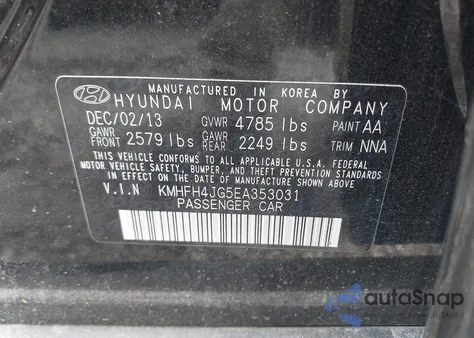 MANUFACTURED IN KOREA BY
HYUNDAI MOTOR COMPANY
DEC/02/13 GVWR 4785 lbs PAINT AA
GAWR FRONT 2579 lbs GAWR REAR 2249 lbs TRIM NNA
THIS VEHICLE CONFORMS TO ALL APPLICABLE U.S.A. FEDERAL
MOTOR VEHICLE SAFETY, BUMPER, AND THEFT PREVENTION STANDARDS
IN EFFECT ON THE DATE OF MANUFACTURE SHOWN ABOVE.
V.I.N KMHFH4JG5EA353031
PASSENGER CAR
autoSnap